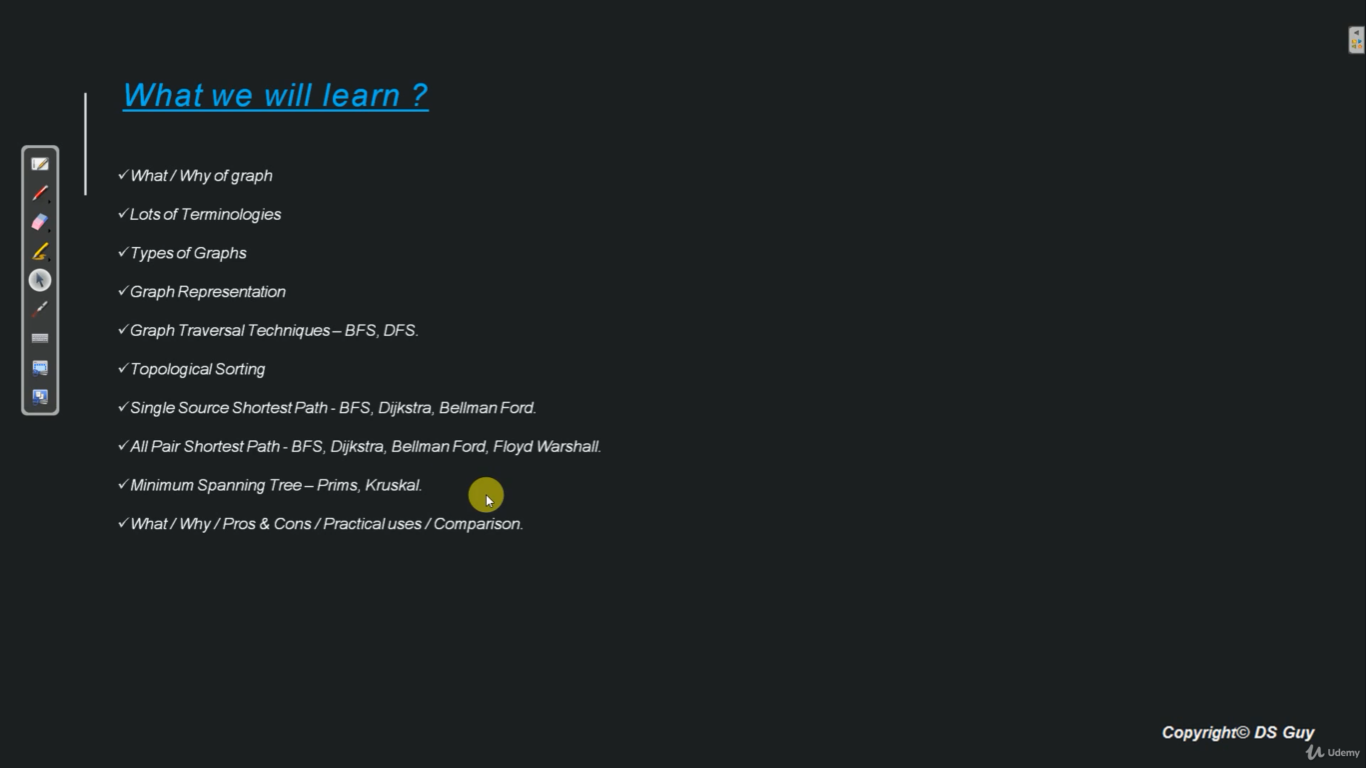 What we will learn ?
✓What / Why of graph
✓Lots of Terminologies
✓Types of Graphs
✓Graph Representation
✓Graph Traversal Techniques – BFS, DFS.
✓Topological Sorting
✓Single Source Shortest Path - BFS, Dijkstra, Bellman Ford.
✓All Pair Shortest Path - BFS, Dijkstra, Bellman Ford, Floyd Warshall.
✓Minimum Spanning Tree – Prims, Kruskal.
✓What / Why / Pros & Cons / Practical uses / Comparison.
Copyright© DS Guy
Udemy